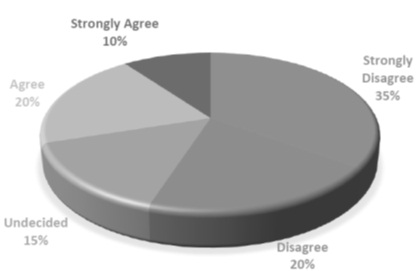 Strongly Agree
10%
Strongly
Disagree
35%
Agree
20%
Undecided
15%
Disagree
20%